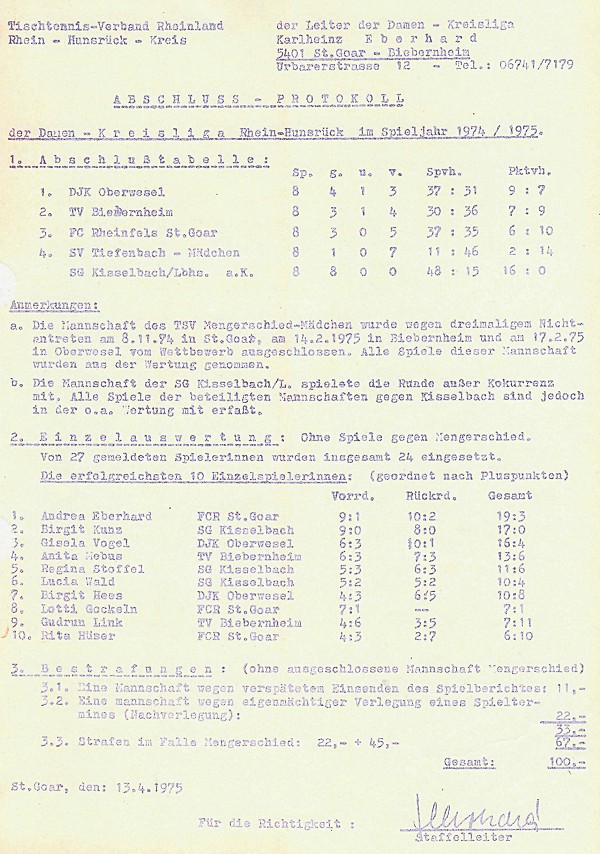 Tischtennis-Verband Rheinland
Rhein - Hunsrück - Kreis
der Leiter der Damen - Kreisliga
Karlheinz E b e r h a r d
5401 St.Goar - Biebernheim
Urbarerstrasse 12 - Tel.: 06741/7179
A B S C H L U S S - P R O T O K O L L
der Damen - K r e i s l i g a Rhein-Hunsrück im Spieljahr 1974 / 1975.
1. A b s c h l u ß t a b e l l e :
Sp. g. u. v. Spvh. Pktvh.
1. DJK Oberwesel 8 4 1 3 37 : 31 9 : 7
2. TV Biebernheim 8 3 1 4 30 : 36 7 : 9
3. FC Rheinfels St.Goar 8 3 0 5 37 : 35 6 : 10
4. SV Tiefenbach - Mädchen 8 1 0 7 11 : 46 2 : 14
SG Kisselbach/Lbhs. a.K. 8 8 0 0 48 : 15 16 : 0
Anmerkungen:
a. Die Mannschaft des TSV Mengerschied-Mädchen wurde wegen dreimaligem Nicht-
antreten am 8.11.74 in St.Goar, am 14.2.1975 in Biebernheim und am 17.2.75
in Oberwesel vom Wettbewerb ausgeschlossen. Alle Spiele dieser Mannschaft
wurden aus der Wertung genommen.
b. Die Mannschaft der SG Kisselbach/L. spielete die Runde außer Kokurrenz
mit. Alle Spiele der beteiligten Mannschaften gegen Kisselbach sind jedoch
in der o.a. Wertung mit erfaßt.
2. E i n z e l a u s w e r t u n g : Ohne Spiele gegen Mengerschied.
Von 27 gemeldeten Spielerinnen wurden insgesamt 24 eingesetzt.
Die erfolgreichsten 10 Einzelspielerinnen: (geordnet nach Pluspunkten)
Vorrd. Rückrd. Gesamt
1. Andrea Eberhard FCR St.Goar 9:1 10:2 19:3
2. Birgit Kunz SG Kisselbach 9:0 8:0 17:0
3. Gisela Vogel DJK Oberwesel 6:3 10:1 16:4
4. Anita Mebus TV Biebernheim 6:3 7:3 13:6
5. Regina Stoffel SG Kisselbach 5:3 6:3 11:6
6. Lucia Wald SG Kisselbach 5:2 5:2 10:4
7. Birgit Hees DJK Oberwesel 4:3 6:5 10:8
8. Lotti Gockeln FCR St.Goar 7:1 --- 7:1
9. Gudrun Link TV Biebernheim 4:6 3:5 7:11
10. Rita Hüser FCR St.Goar 4:3 2:7 6:10
3. B e s t r a f u n g e n : (ohne ausgeschlossene Mannschaft Mengerschied)
3.1. Eine Mannschaft wegen verspätetem Einsenden des Spielberichtes: 11,-
3.2. Eine mannschaft wegen eigenmächtiger Verlegung eines Spielter-
mines (Nachverlegung): 22,-
33,-
3.3. Strafen im Falle Mengerschied: 22,- + 45,- 67,-
Gesamt: 100,-
St.Goar, den: 13.4.1975
Für die Richtigkeit :
Staffelleiter